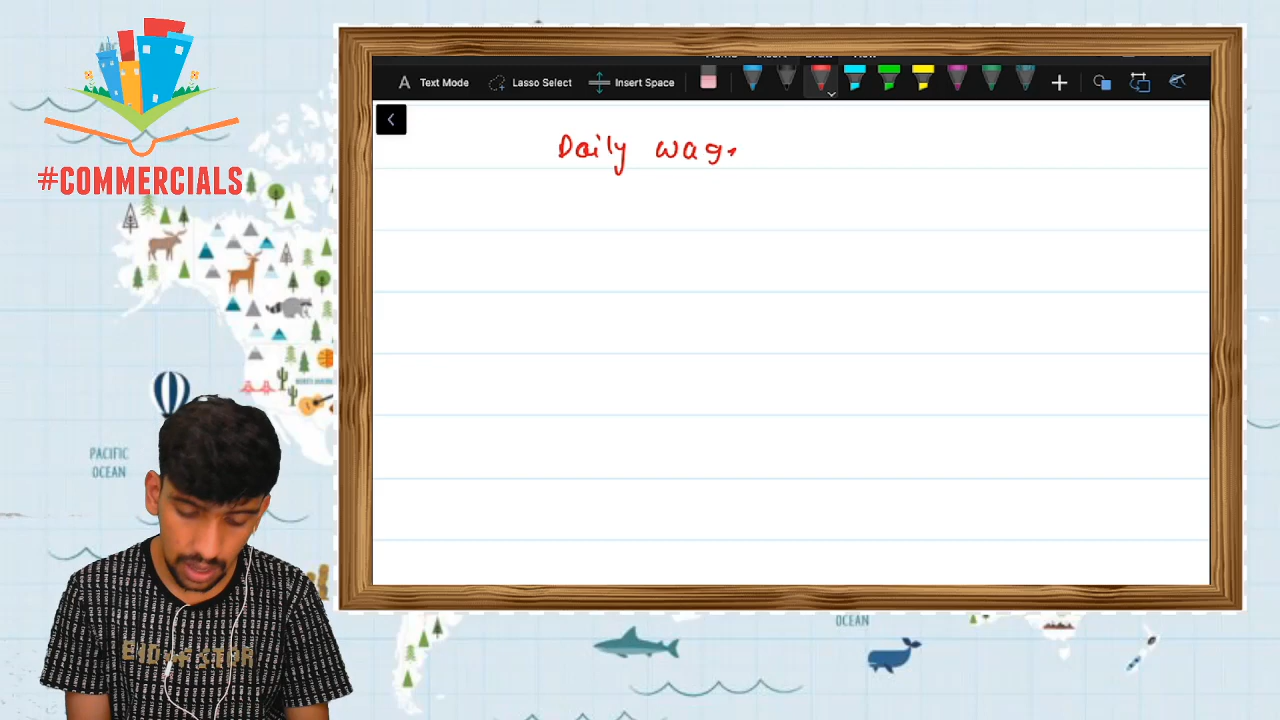 #COMMERCIALS
A Text Mode
Lasso Select
Insert Space
Daily wag
PACIFIC
OCEAN
OCEAN